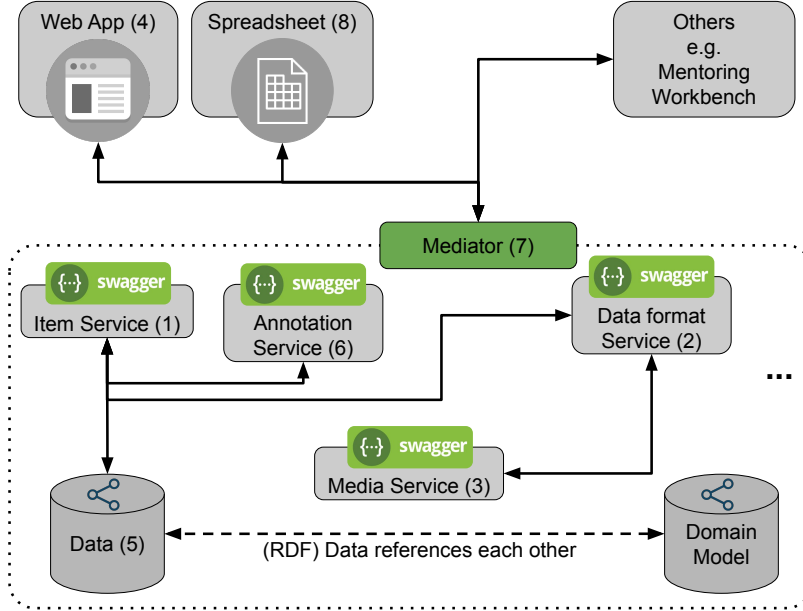 Web App (4)
Spreadsheet (8)
Others
e.g.
Mentoring
Workbench
Mediator (7)
{···} swagger
Item Service (1)
{···} swagger
Annotation
Service (6)
{···} swagger
Data format
Service (2)
...
{···} swagger
Media Service (3)
Data (5)
(RDF) Data references each other
Domain
Model